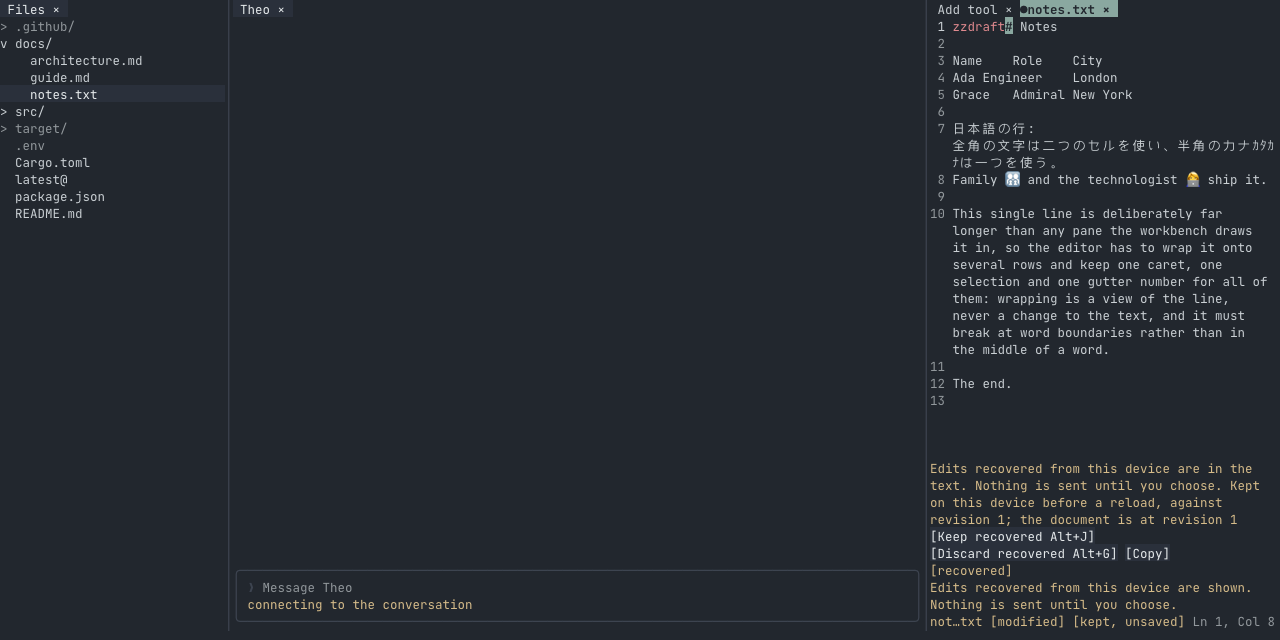 Files ×
> .github/
v docs/
architecture.md
guide.md
notes.txt
> src/
> target/
.env
Cargo.toml
latest@
package.json
README.md
Theo ×
⟩ Message Theo
connecting to the conversation
Add tool × ●notes.txt ×
1 zzdraft# Notes
2
3 Name Role City
4 Ada Engineer London
5 Grace Admiral New York
6
7 日本語の行:
全角の文字は二つのセルを使い、半角のカナｶﾀｶ
ﾅは一つを使う。
8 Family and the technologist ship it.
9
10 This single line is deliberately far
longer than any pane the workbench draws
it in, so the editor has to wrap it onto
several rows and keep one caret, one
selection and one gutter number for all of
them: wrapping is a view of the line,
never a change to the text, and it must
break at word boundaries rather than in
the middle of a word.
11
12 The end.
13
Edits recovered from this device are in the
text. Nothing is sent until you choose. Kept
on this device before a reload, against
revision 1; the document is at revision 1
[Keep recovered Alt+J]
[Discard recovered Alt+G] [Copy]
[recovered]
Edits recovered from this device are shown.
Nothing is sent until you choose.
not…txt [modified] [kept, unsaved] Ln 1, Col 8